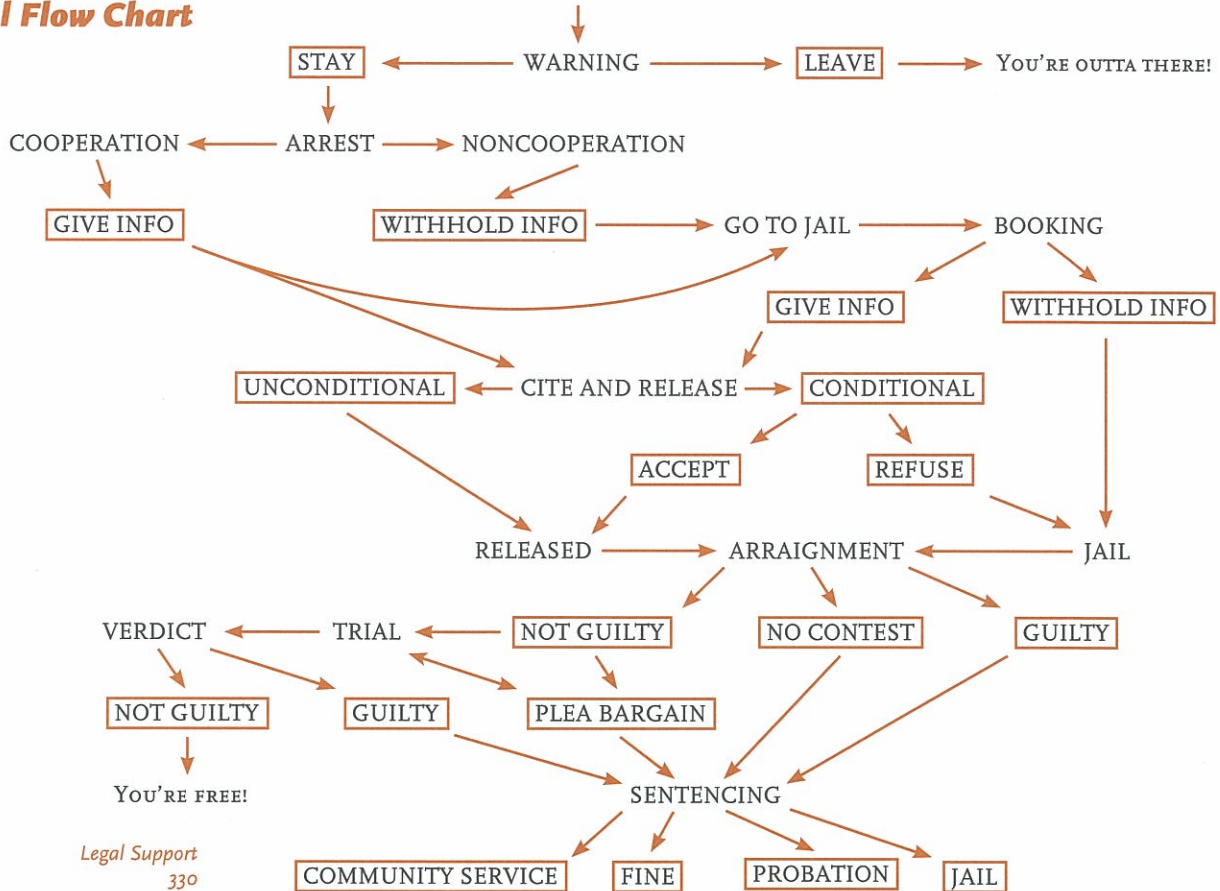 l Flow Chart
STAY WARNING LEAVE YOU'RE OUTTA THERE!
COOPERATION ARREST NONCOOPERATION
GIVE INFO WITHHOLD INFO GO TO JAIL BOOKING
GIVE INFO WITHHOLD INFO
UNCONDITIONAL CITE AND RELEASE CONDITIONAL
ACCEPT REFUSE
RELEASED ARRAIGNMENT JAIL
VERDICT TRIAL NOT GUILTY NO CONTEST GUILTY
NOT GUILTY GUILTY PLEA BARGAIN
YOU'RE FREE! SENTENCING
Legal Support
330
COMMUNITY SERVICE FINE PROBATION JAIL